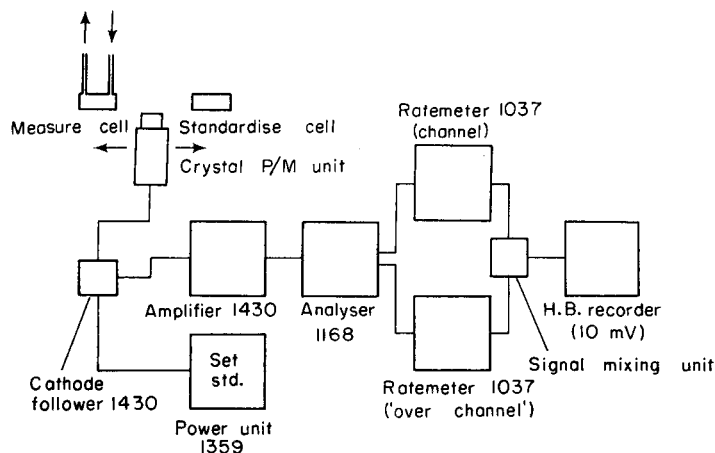 Measure cell
Standardise cell
Crystal P/M unit
Ratemeter 1037
(channel)
Amplifier 1430
Analyser
1168
H.B. recorder
(10 mV)
Signal mixing unit
Cathode
follower 1430
Set
std.
Power unit
1359
Ratemeter 1037
('over channel')